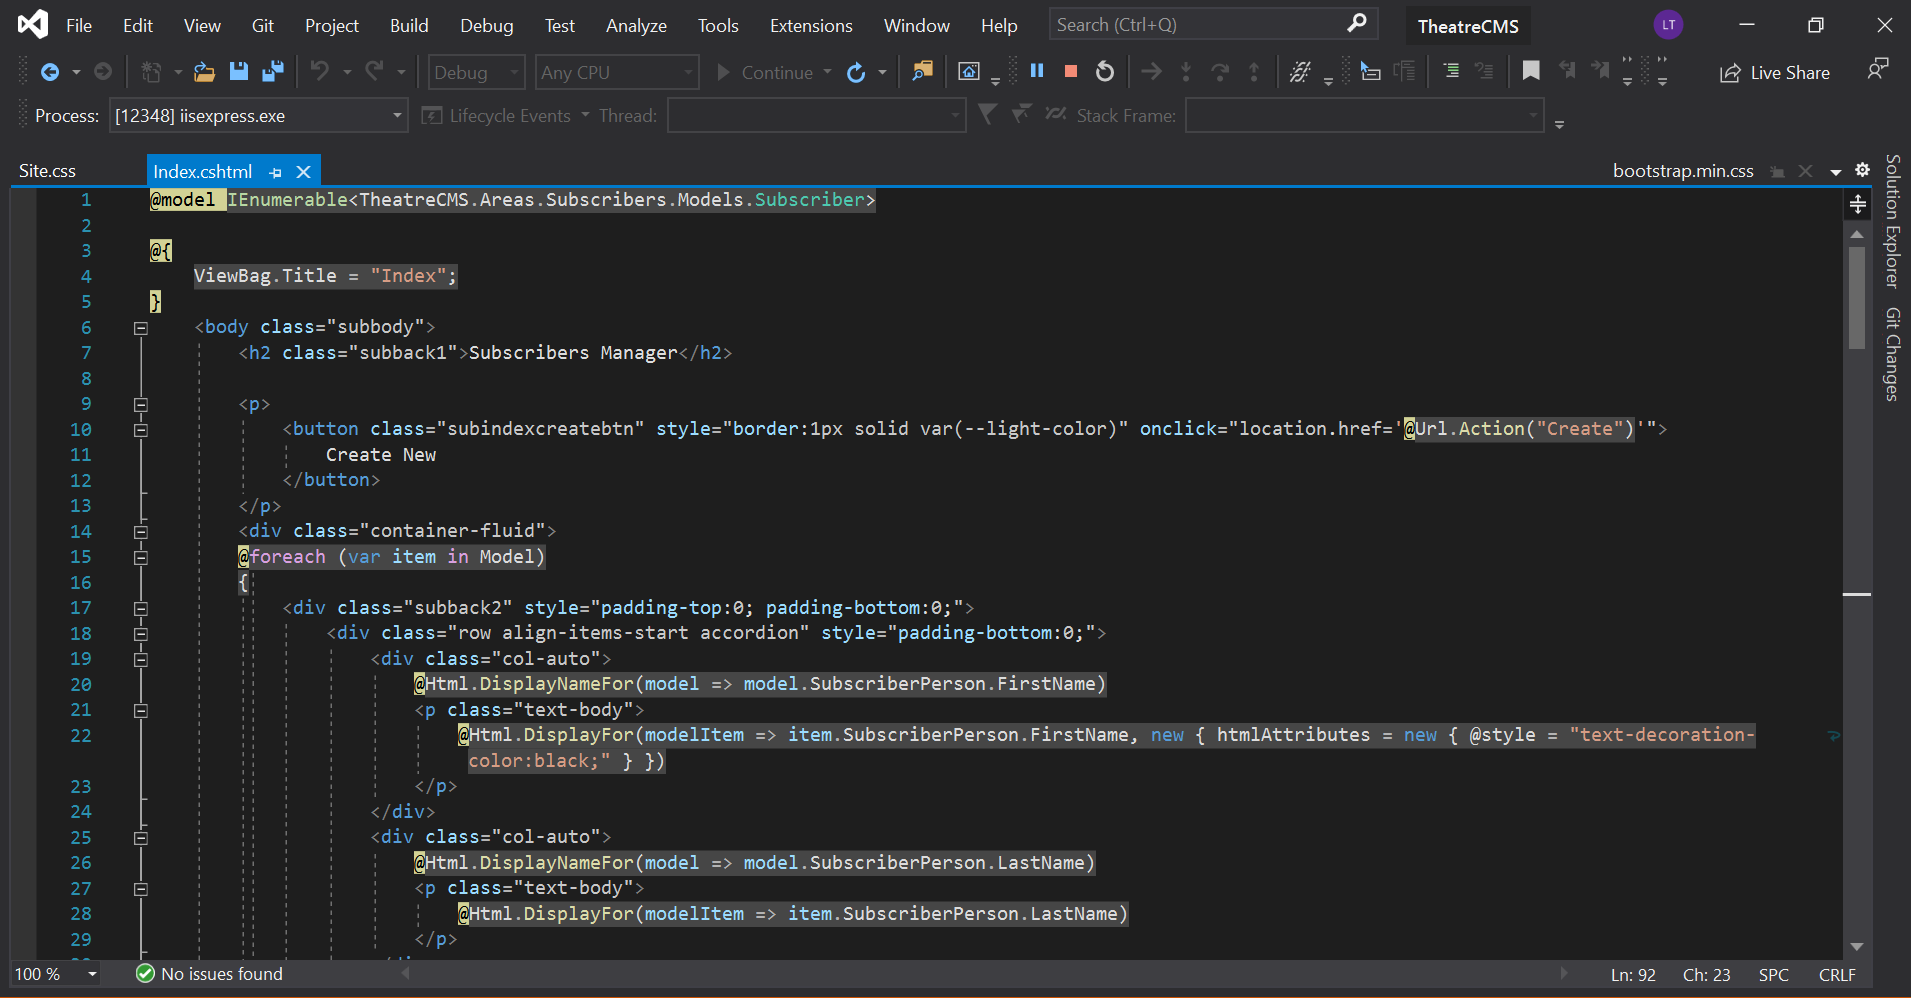 File Edit View Git Project Build Debug Test Analyze Tools Extensions Window Help Search (Ctrl+Q) TheatreCMS LT
Debug Any CPU Continue Live Share
Process: [12348] iisexpress.exe Lifecycle Events Thread: Stack Frame:
Site.css Index.cshtml bootstrap.min.css
1 @model IEnumerable<TheatreCMS.Areas.Subscribers.Models.Subscriber>
2
3 @{
4 ViewBag.Title = "Index";
5 }
6 <body class="subbody">
7 <h2 class="subback1">Subscribers Manager</h2>
8
9 <p>
10 <button class="subindexcreatebtn" style="border:1px solid var(--light-color)" onclick="location.href='@Url.Action("Create")'">
11 Create New
12 </button>
13 </p>
14 <div class="container-fluid">
15 @foreach (var item in Model)
16 {
17 <div class="subback2" style="padding-top:0; padding-bottom:0;">
18 <div class="row align-items-start accordion" style="padding-bottom:0;">
19 <div class="col-auto">
20 @Html.DisplayNameFor(model => model.SubscriberPerson.FirstName)
21 <p class="text-body">
22 @Html.DisplayFor(modelItem => item.SubscriberPerson.FirstName, new { htmlAttributes = new { @style = "text-decoration-
color:black;" } })
23 </p>
24 </div>
25 <div class="col-auto">
26 @Html.DisplayNameFor(model => model.SubscriberPerson.LastName)
27 <p class="text-body">
28 @Html.DisplayFor(modelItem => item.SubscriberPerson.LastName)
29 </p>
Solution Explorer
Git Changes
100 % No issues found Ln: 92 Ch: 23 SPC CRLF